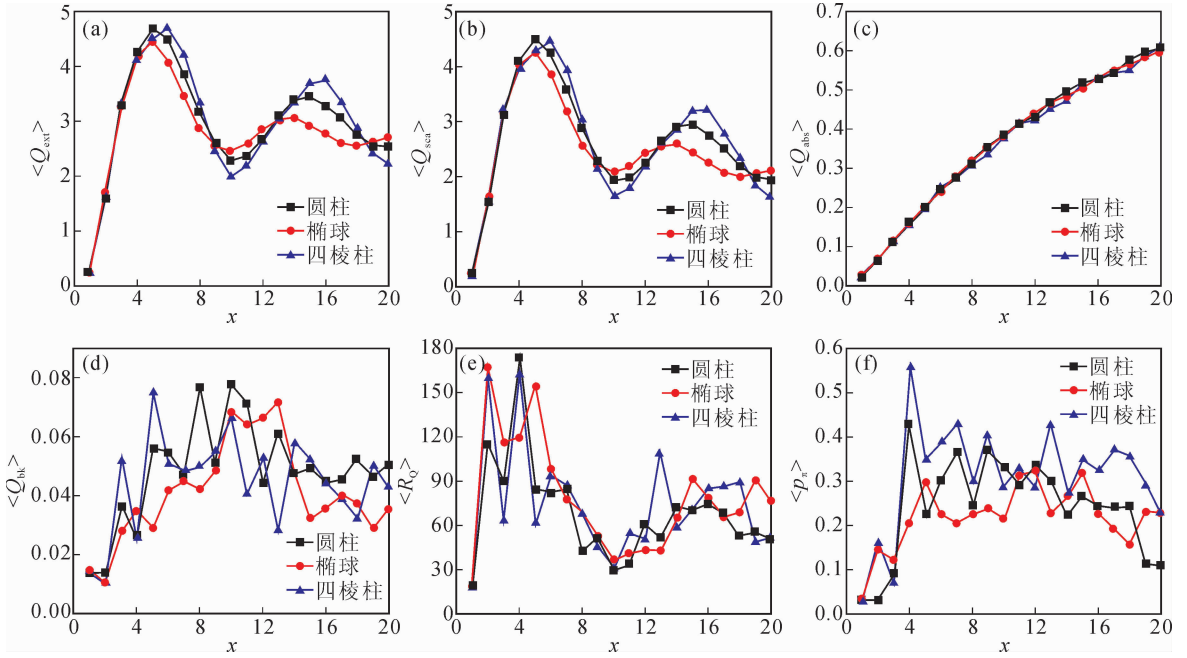 (a)
<Q_ext>
5
4
3
2
1
0
圆柱
椭球
四棱柱
0 4 8 12 16 20
x
(b)
<Q_sca>
5
4
3
2
1
0
圆柱
椭球
四棱柱
0 4 8 12 16 20
x
(c)
<Q_abs>
0.7
0.6
0.5
0.4
0.3
0.2
0.1
0.0
圆柱
椭球
四棱柱
0 4 8 12 16 20
x
(d)
<Q_bk>
0.08
0.06
0.04
0.02
0.00
圆柱
椭球
四棱柱
0 4 8 12 16 20
x
(e)
<R_Q>
180
150
120
90
60
30
0
圆柱
椭球
四棱柱
0 4 8 12 16 20
x
(f)
<p_π>
0.6
0.5
0.4
0.3
0.2
0.1
0.0
圆柱
椭球
四棱柱
0 4 8 12 16 20
x